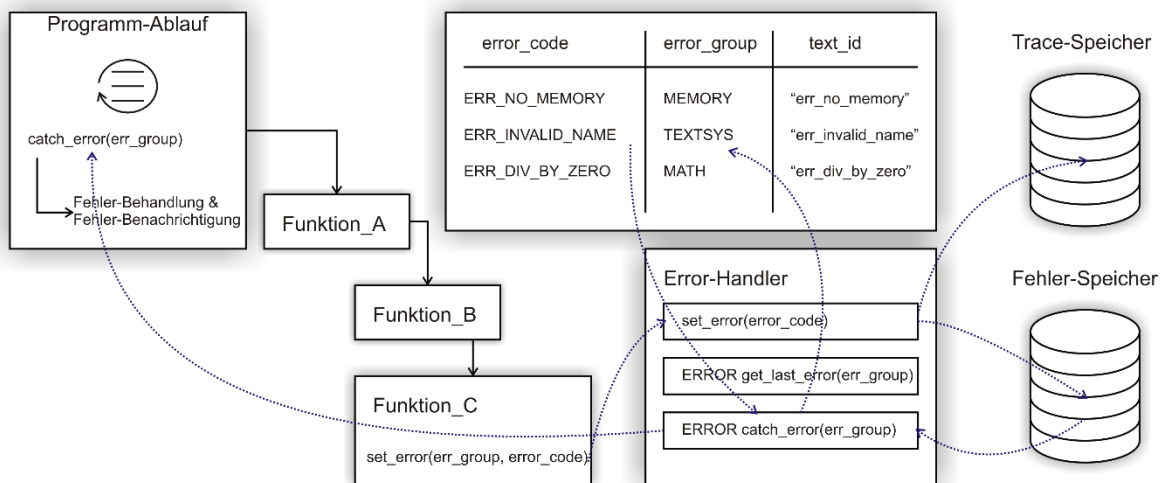 Programm-Ablauf
catch_error(err_group)
Fehler-Behandlung &
Fehler-Benachrichtigung
Funktion_A
Funktion_B
Funktion_C
set_error(err_group, error_code)
error_code error_group text_id
ERR_NO_MEMORY MEMORY “err_no_memory”
ERR_INVALID_NAME TEXTSYS “err_invalid_name”
ERR_DIV_BY_ZERO MATH “err_div_by_zero”
Error-Handler
set_error(error_code)
ERROR get_last_error(err_group)
ERROR catch_error(err_group)
Trace-Speicher
Fehler-Speicher